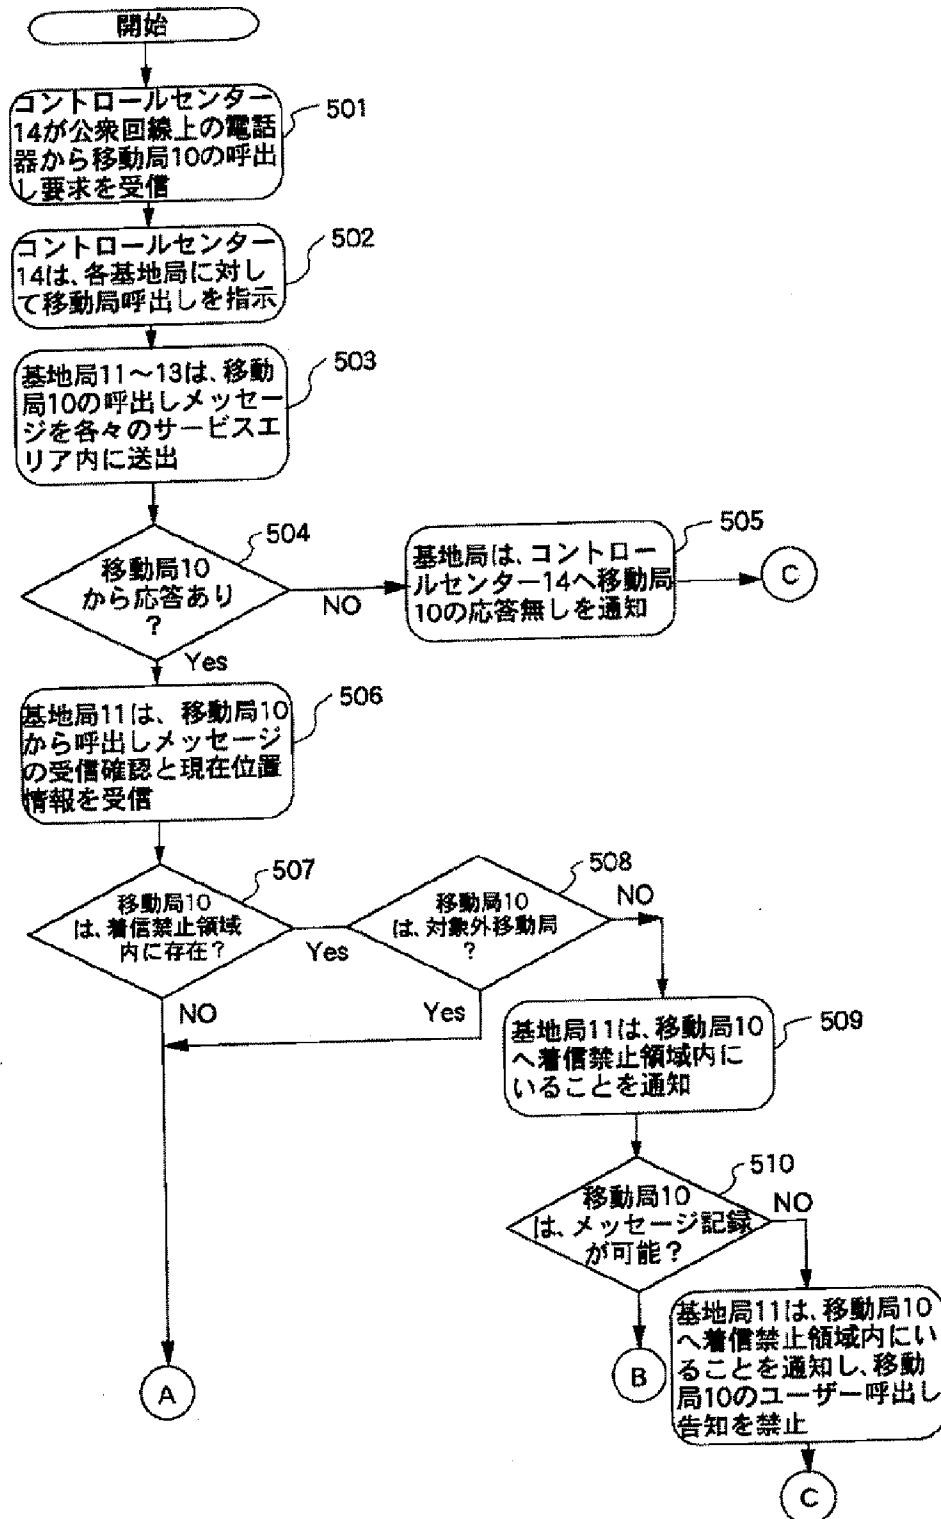 開始
コントロールセンター
14が公衆回線上の電話
器から移動局10の呼出
し要求を受信
501
コントロールセンター
14は、各基地局に対し
て移動局呼出しを指示
502
基地局11～13は、移動
局10の呼出しメッセー
ジを各々のサービスエ
リア内に送出
503
移動局10
から応答あり
？
504
NO
Yes
基地局は、コントロー
ルセンター14へ移動局
10の応答無しを通知
505
C
基地局11は、移動局10
から呼出しメッセージ
の受信確認と現在位置
情報を受信
506
移動局10
は、着信禁止領域
内に存在？
507
Yes
NO
移動局10
は、対象外移動局
？
508
NO
Yes
基地局11は、移動局10
へ着信禁止領域内に
いることを通知
509
移動局10
は、メッセージ記録
が可能？
510
NO
基地局11は、移動局10
へ着信禁止領域内にい
ることを通知し、移動
局10のユーザー呼出し
告知を禁止
A
B
C